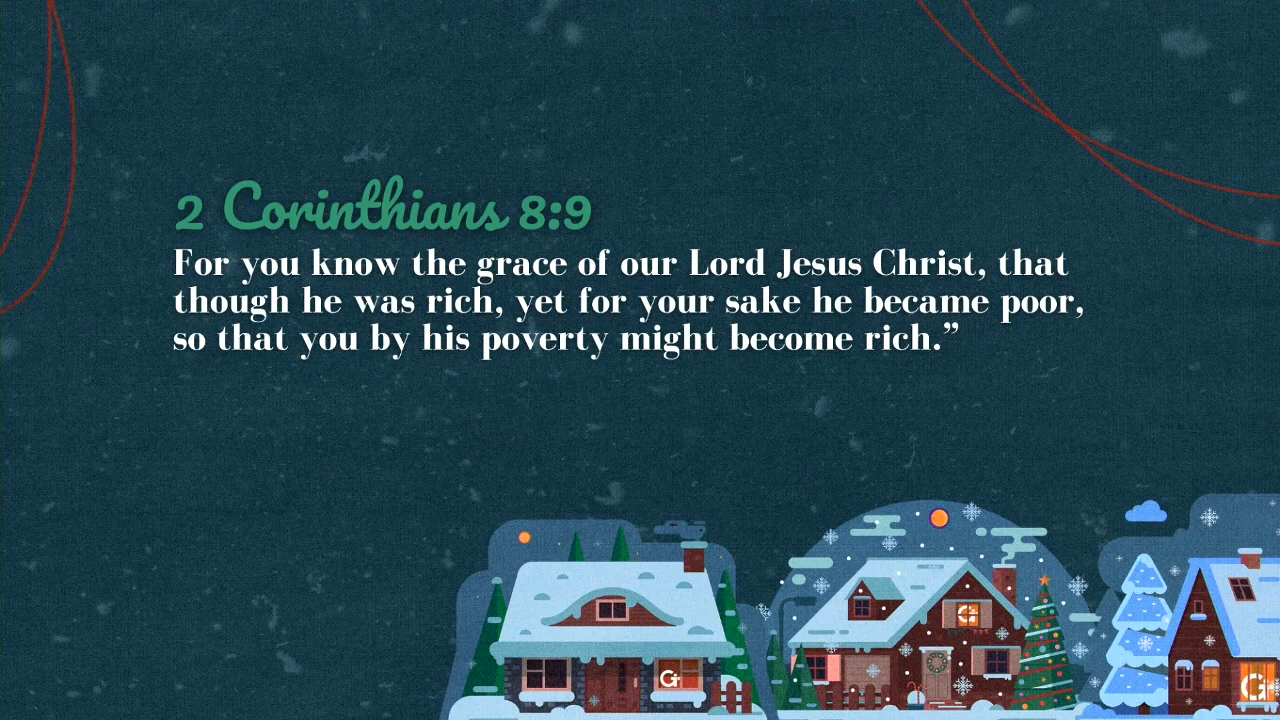 2 Corinthians 8:9
For you know the grace of our Lord Jesus Christ, that
though he was rich, yet for your sake he became poor,
so that you by his poverty might become rich.”